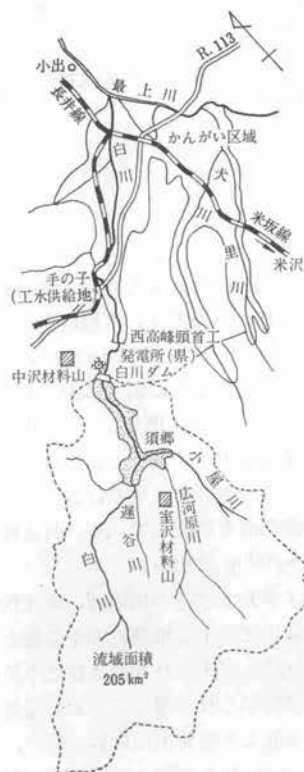 R. 113
小出
最上川
長井線
白川
かんがい区域
犬川
黒川
米坂線
米沢
手の子
(工水供給地)
西高峰頭首工
発電所(県)
白川ダム
中沢材料山
須郷
小屋川
広河原川
室沢材料山
遅谷川
白川
流域面積
205km²